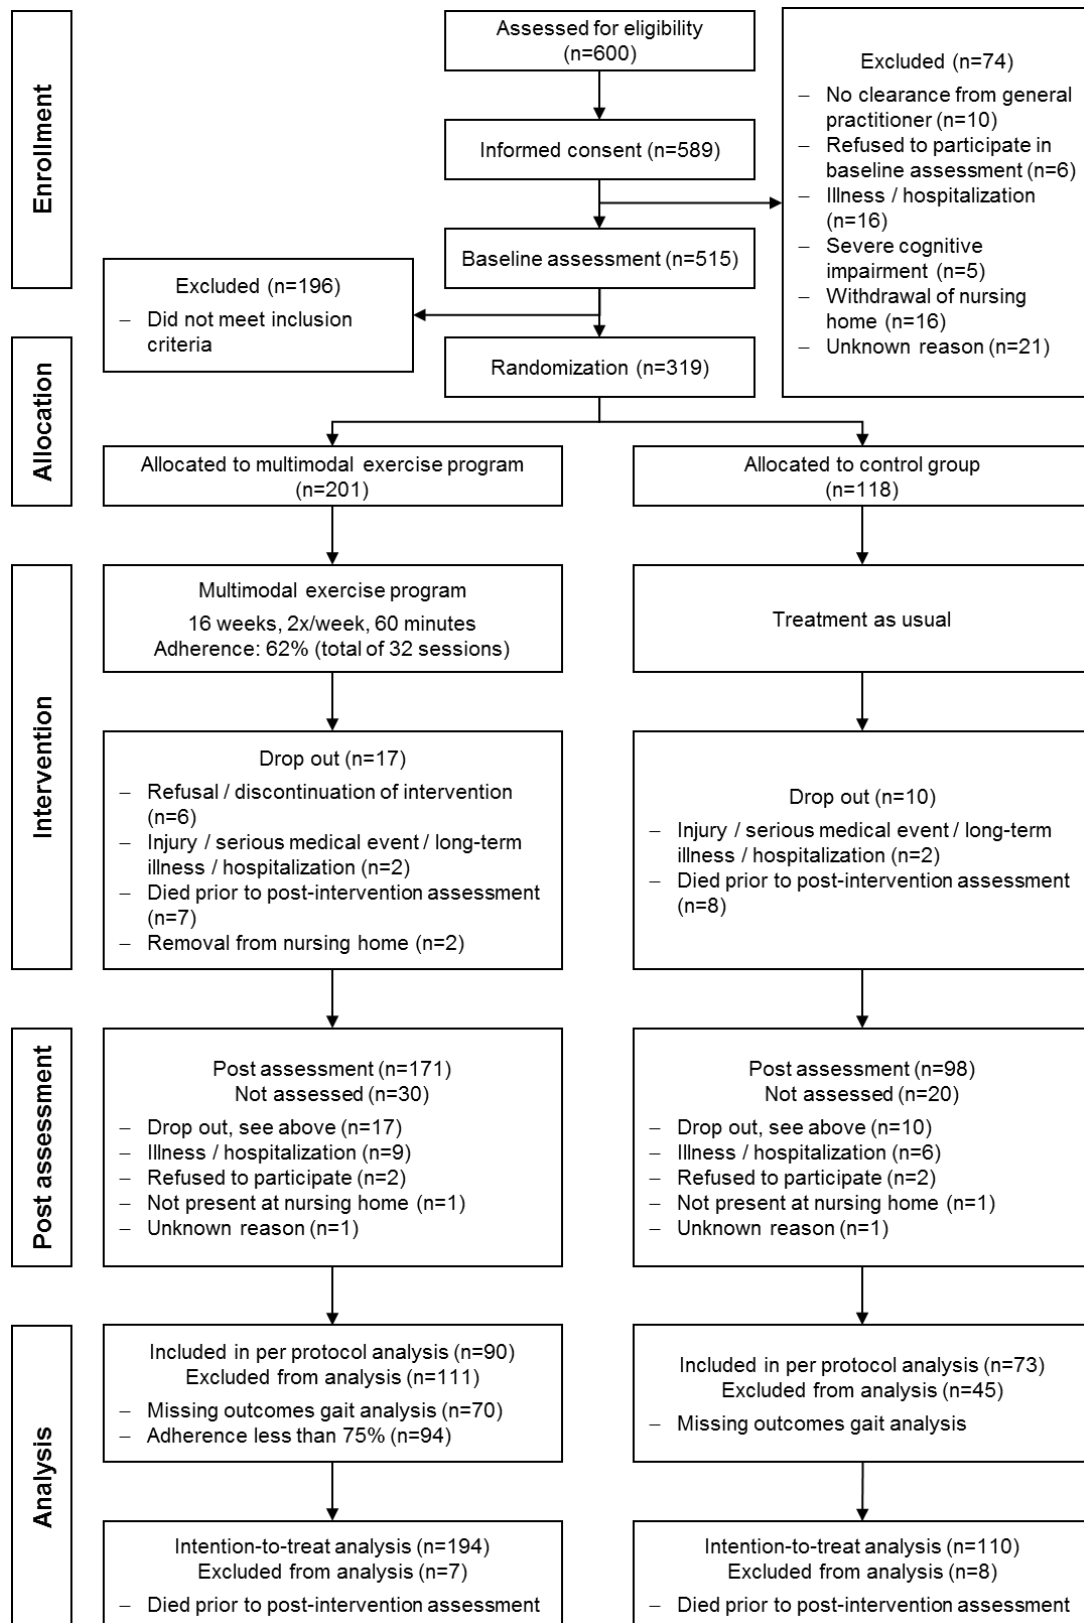 Enrollment
Assessed for eligibility
(n=600)
Informed consent (n=589)
Excluded (n=74)
– No clearance from general
practitioner (n=10)
– Refused to participate in
baseline assessment (n=6)
– Illness / hospitalization
(n=16)
– Severe cognitive
impairment (n=5)
– Withdrawal of nursing
home (n=16)
– Unknown reason (n=21)
Baseline assessment (n=515)
Excluded (n=196)
– Did not meet inclusion
criteria
Allocation
Randomization (n=319)
Allocated to multimodal exercise program
(n=201)
Allocated to control group
(n=118)
Intervention
Multimodal exercise program
16 weeks, 2x/week, 60 minutes
Adherence: 62% (total of 32 sessions)
Treatment as usual
Drop out (n=17)
– Refusal / discontinuation of intervention
(n=6)
– Injury / serious medical event / long-term
illness / hospitalization (n=2)
– Died prior to post-intervention assessment
(n=7)
– Removal from nursing home (n=2)
Drop out (n=10)
– Injury / serious medical event / long-term
illness / hospitalization (n=2)
– Died prior to post-intervention assessment
(n=8)
Post assessment
Post assessment (n=171)
Not assessed (n=30)
– Drop out, see above (n=17)
– Illness / hospitalization (n=9)
– Refused to participate (n=2)
– Not present at nursing home (n=1)
– Unknown reason (n=1)
Post assessment (n=98)
Not assessed (n=20)
– Drop out, see above (n=10)
– Illness / hospitalization (n=6)
– Refused to participate (n=2)
– Not present at nursing home (n=1)
– Unknown reason (n=1)
Analysis
Included in per protocol analysis (n=90)
Excluded from analysis (n=111)
– Missing outcomes gait analysis (n=70)
– Adherence less than 75% (n=94)
Included in per protocol analysis (n=73)
Excluded from analysis (n=45)
– Missing outcomes gait analysis
Intention-to-treat analysis (n=194)
Excluded from analysis (n=7)
– Died prior to post-intervention assessment
Intention-to-treat analysis (n=110)
Excluded from analysis (n=8)
– Died prior to post-intervention assessment